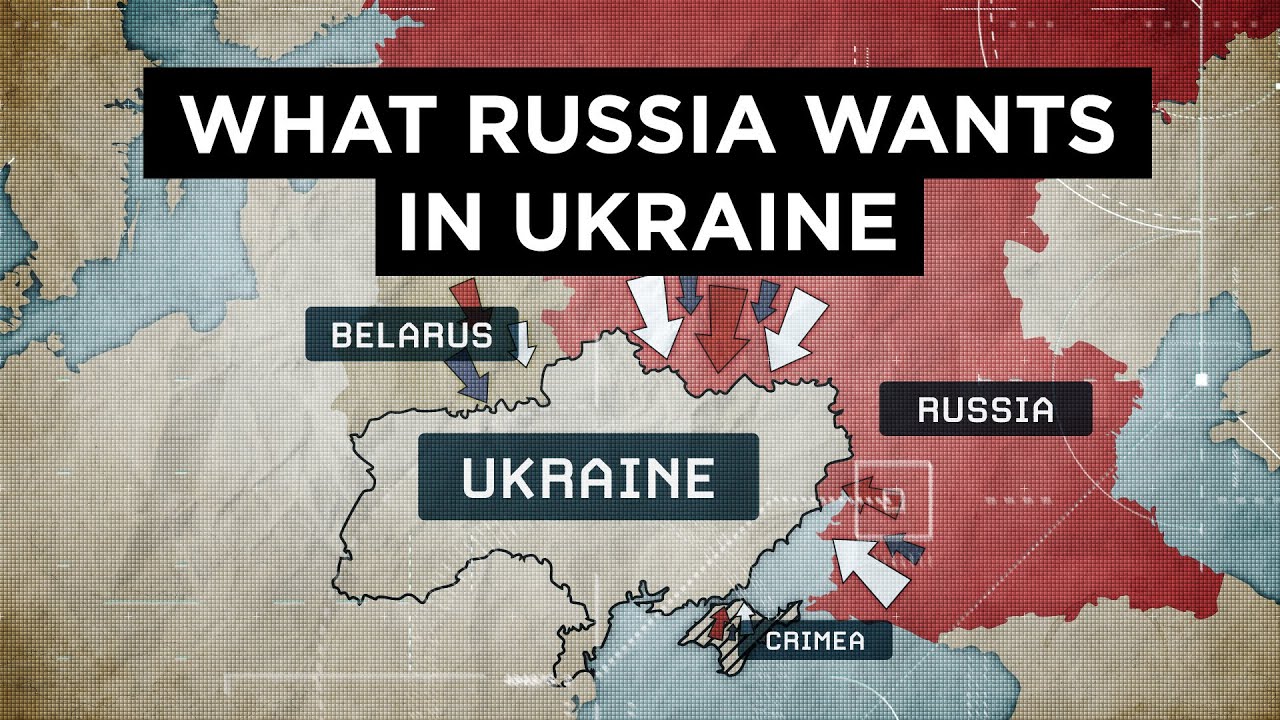 WHAT RUSSIA WANTS
IN UKRAINE
BELARUS
RUSSIA
UKRAINE
CRIMEA